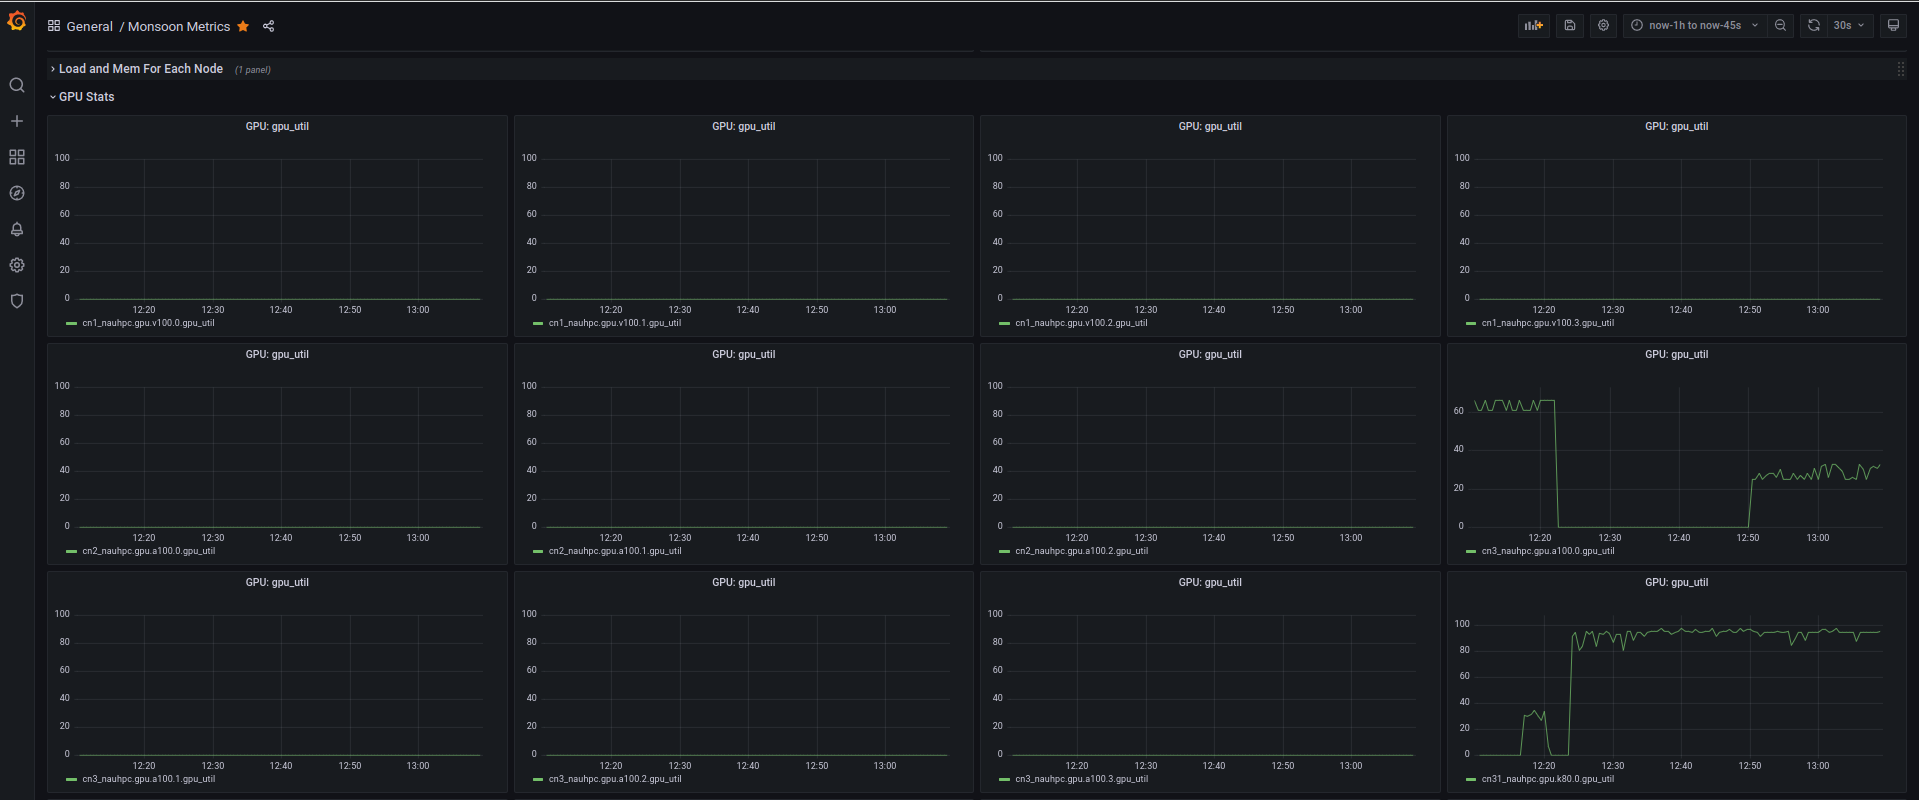 General / Monsoon Metrics
now-1h to now-45s
30s
Load and Mem For Each Node (1 panel)
GPU Stats
GPU: gpu_util
100
80
60
40
20
0
12:20 12:30 12:40 12:50 13:00
cn1_nauhpc.gpu.v100.0.gpu_util
GPU: gpu_util
100
80
60
40
20
0
12:20 12:30 12:40 12:50 13:00
cn1_nauhpc.gpu.v100.1.gpu_util
GPU: gpu_util
100
80
60
40
20
0
12:20 12:30 12:40 12:50 13:00
cn1_nauhpc.gpu.v100.2.gpu_util
GPU: gpu_util
100
80
60
40
20
0
12:20 12:30 12:40 12:50 13:00
cn1_nauhpc.gpu.v100.3.gpu_util
GPU: gpu_util
100
80
60
40
20
0
12:20 12:30 12:40 12:50 13:00
cn2_nauhpc.gpu.a100.0.gpu_util
GPU: gpu_util
100
80
60
40
20
0
12:20 12:30 12:40 12:50 13:00
cn2_nauhpc.gpu.a100.1.gpu_util
GPU: gpu_util
100
80
60
40
20
0
12:20 12:30 12:40 12:50 13:00
cn2_nauhpc.gpu.a100.2.gpu_util
GPU: gpu_util
60
40
20
0
12:20 12:30 12:40 12:50 13:00
cn3_nauhpc.gpu.a100.0.gpu_util
GPU: gpu_util
100
80
60
40
20
0
12:20 12:30 12:40 12:50 13:00
cn3_nauhpc.gpu.a100.1.gpu_util
GPU: gpu_util
100
80
60
40
20
0
12:20 12:30 12:40 12:50 13:00
cn3_nauhpc.gpu.a100.2.gpu_util
GPU: gpu_util
100
80
60
40
20
0
12:20 12:30 12:40 12:50 13:00
cn3_nauhpc.gpu.a100.3.gpu_util
GPU: gpu_util
100
80
60
40
20
0
12:20 12:30 12:40 12:50 13:00
cn31_nauhpc.gpu.k80.0.gpu_util